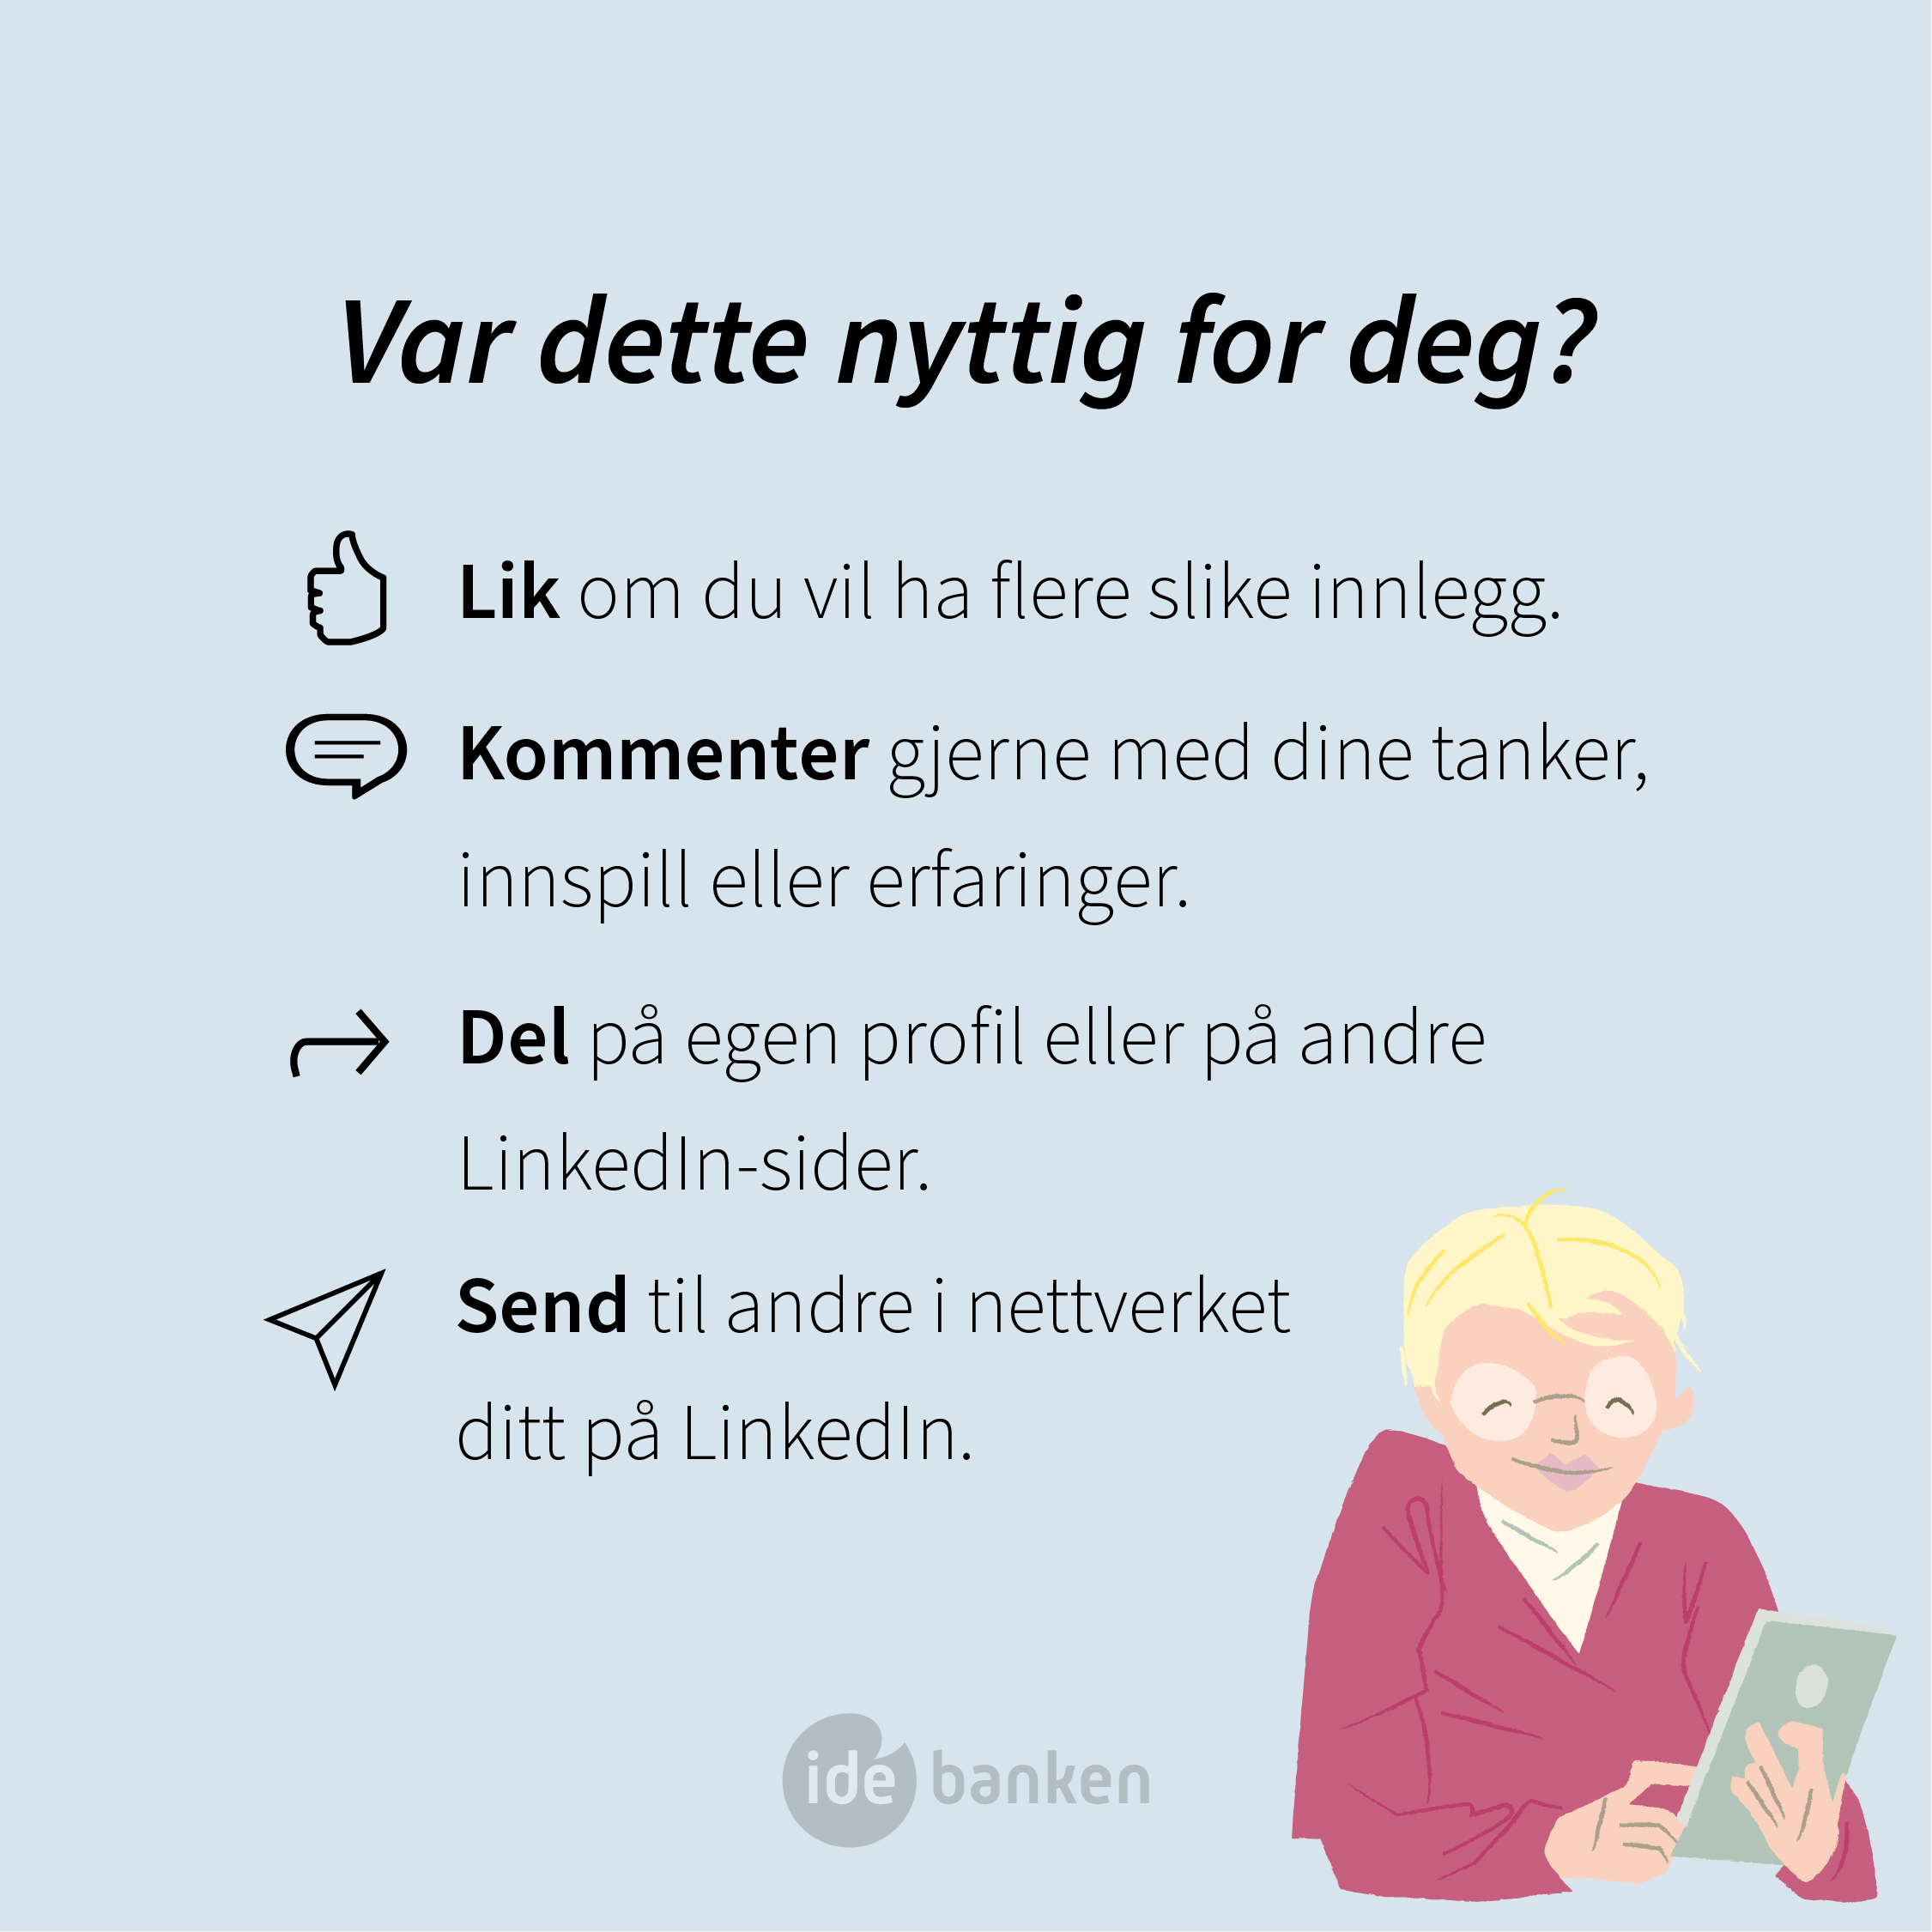 Var dette nyttig for deg?
Lik om du vil ha flere slike innlegg.
Kommenter gjerne med dine tanker,
innspill eller erfaringer.
Del på egen profil eller på andre
LinkedIn-sider.
Send til andre i nettverket
ditt på LinkedIn.
ide banken